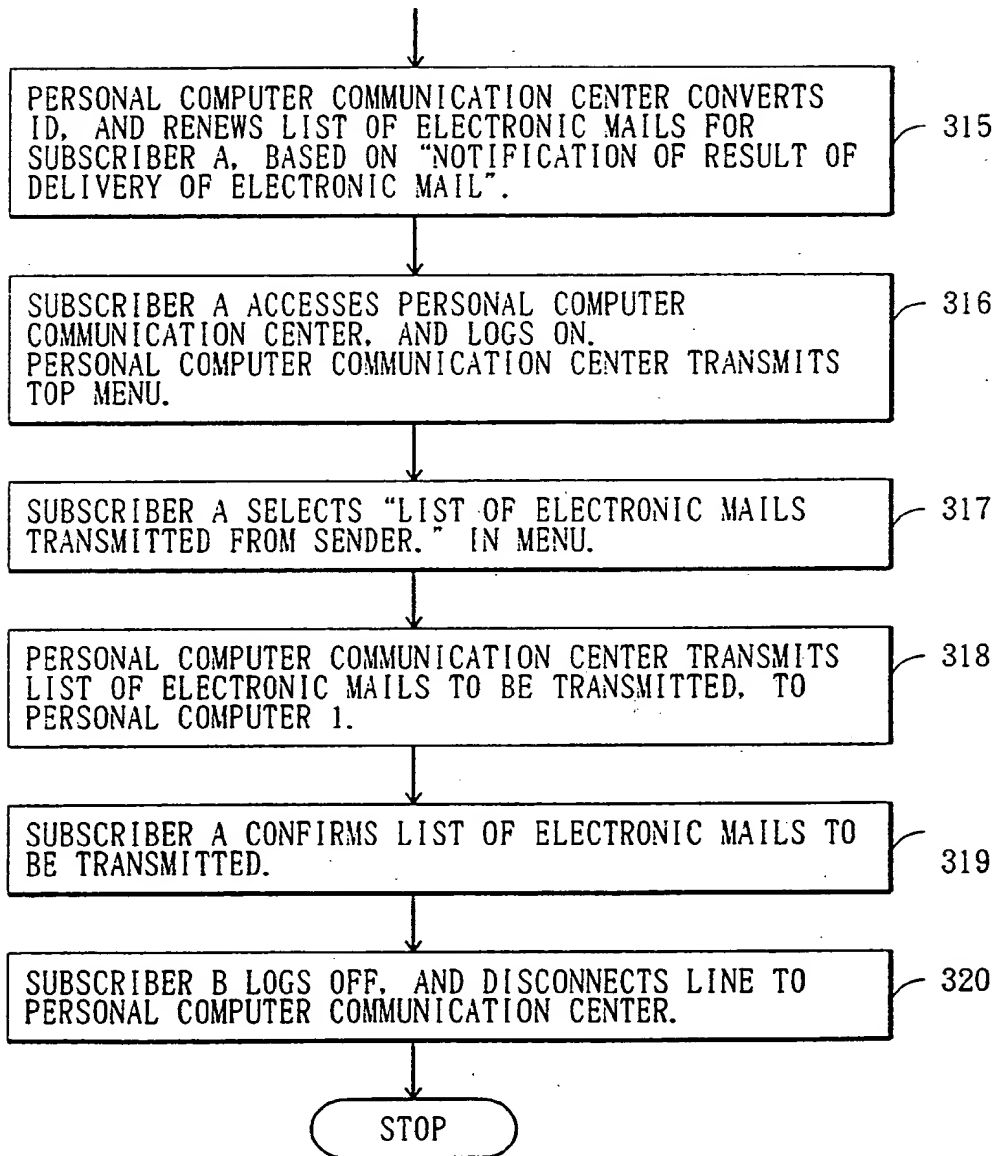 PERSONAL COMPUTER COMMUNICATION CENTER CONVERTS
ID, AND RENEWS LIST OF ELECTRONIC MAILS FOR
SUBSCRIBER A, BASED ON "NOTIFICATION OF RESULT OF
DELIVERY OF ELECTRONIC MAIL".
315
SUBSCRIBER A ACCESSES PERSONAL COMPUTER
COMMUNICATION CENTER, AND LOGS ON.
PERSONAL COMPUTER COMMUNICATION CENTER TRANSMITS
TOP MENU.
316
SUBSCRIBER A SELECTS "LIST OF ELECTRONIC MAILS
TRANSMITTED FROM SENDER." IN MENU.
317
PERSONAL COMPUTER COMMUNICATION CENTER TRANSMITS
LIST OF ELECTRONIC MAILS TO BE TRANSMITTED, TO
PERSONAL COMPUTER 1.
318
SUBSCRIBER A CONFIRMS LIST OF ELECTRONIC MAILS TO
BE TRANSMITTED.
319
SUBSCRIBER B LOGS OFF, AND DISCONNECTS LINE TO
PERSONAL COMPUTER COMMUNICATION CENTER.
320
STOP